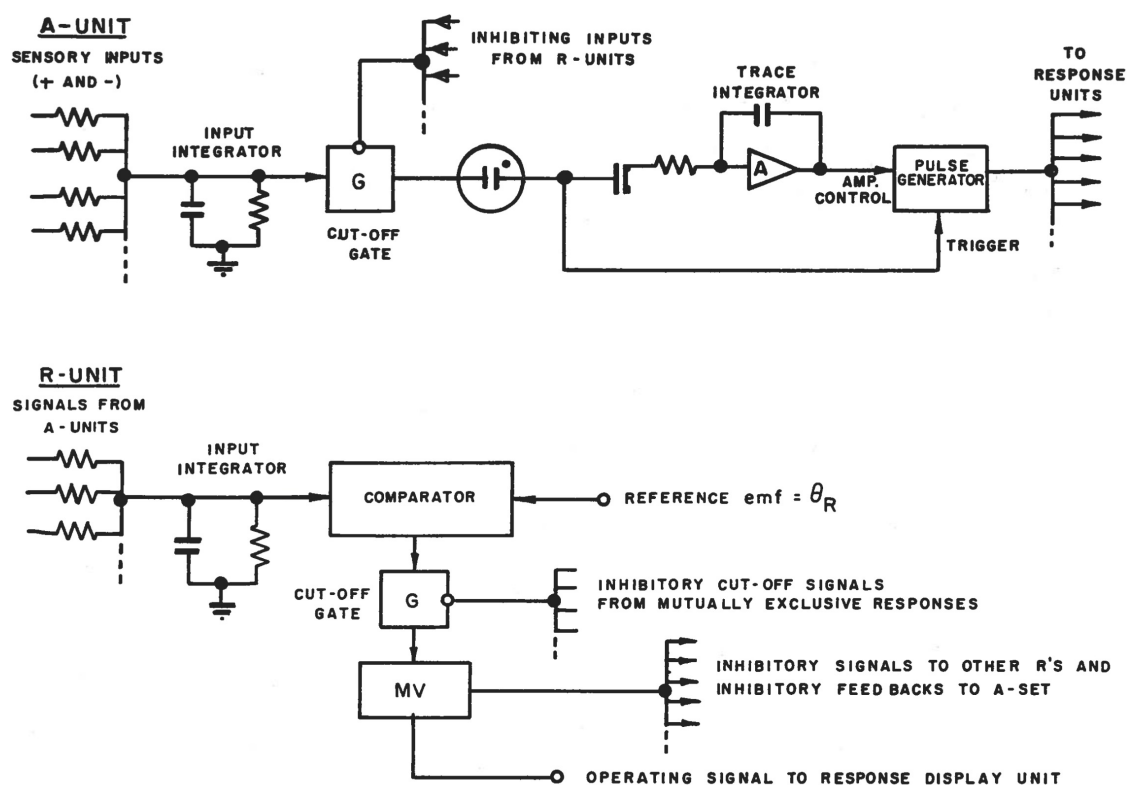 A-UNIT
SENSORY INPUTS
(+ AND -)
INPUT
INTEGRATOR
G
CUT-OFF
GATE
INHIBITING INPUTS
FROM R-UNITS
TRACE
INTEGRATOR
A
AMP.
CONTROL
PULSE
GENERATOR
TRIGGER
TO
RESPONSE
UNITS
R-UNIT
SIGNALS FROM
A-UNITS
INPUT
INTEGRATOR
COMPARATOR
REFERENCE emf = θR
CUT-OFF
GATE
G
INHIBITORY CUT-OFF SIGNALS
FROM MUTUALLY EXCLUSIVE RESPONSES
MV
INHIBITORY SIGNALS TO OTHER R'S AND
INHIBITORY FEEDBACKS TO A-SET
OPERATING SIGNAL TO RESPONSE DISPLAY UNIT